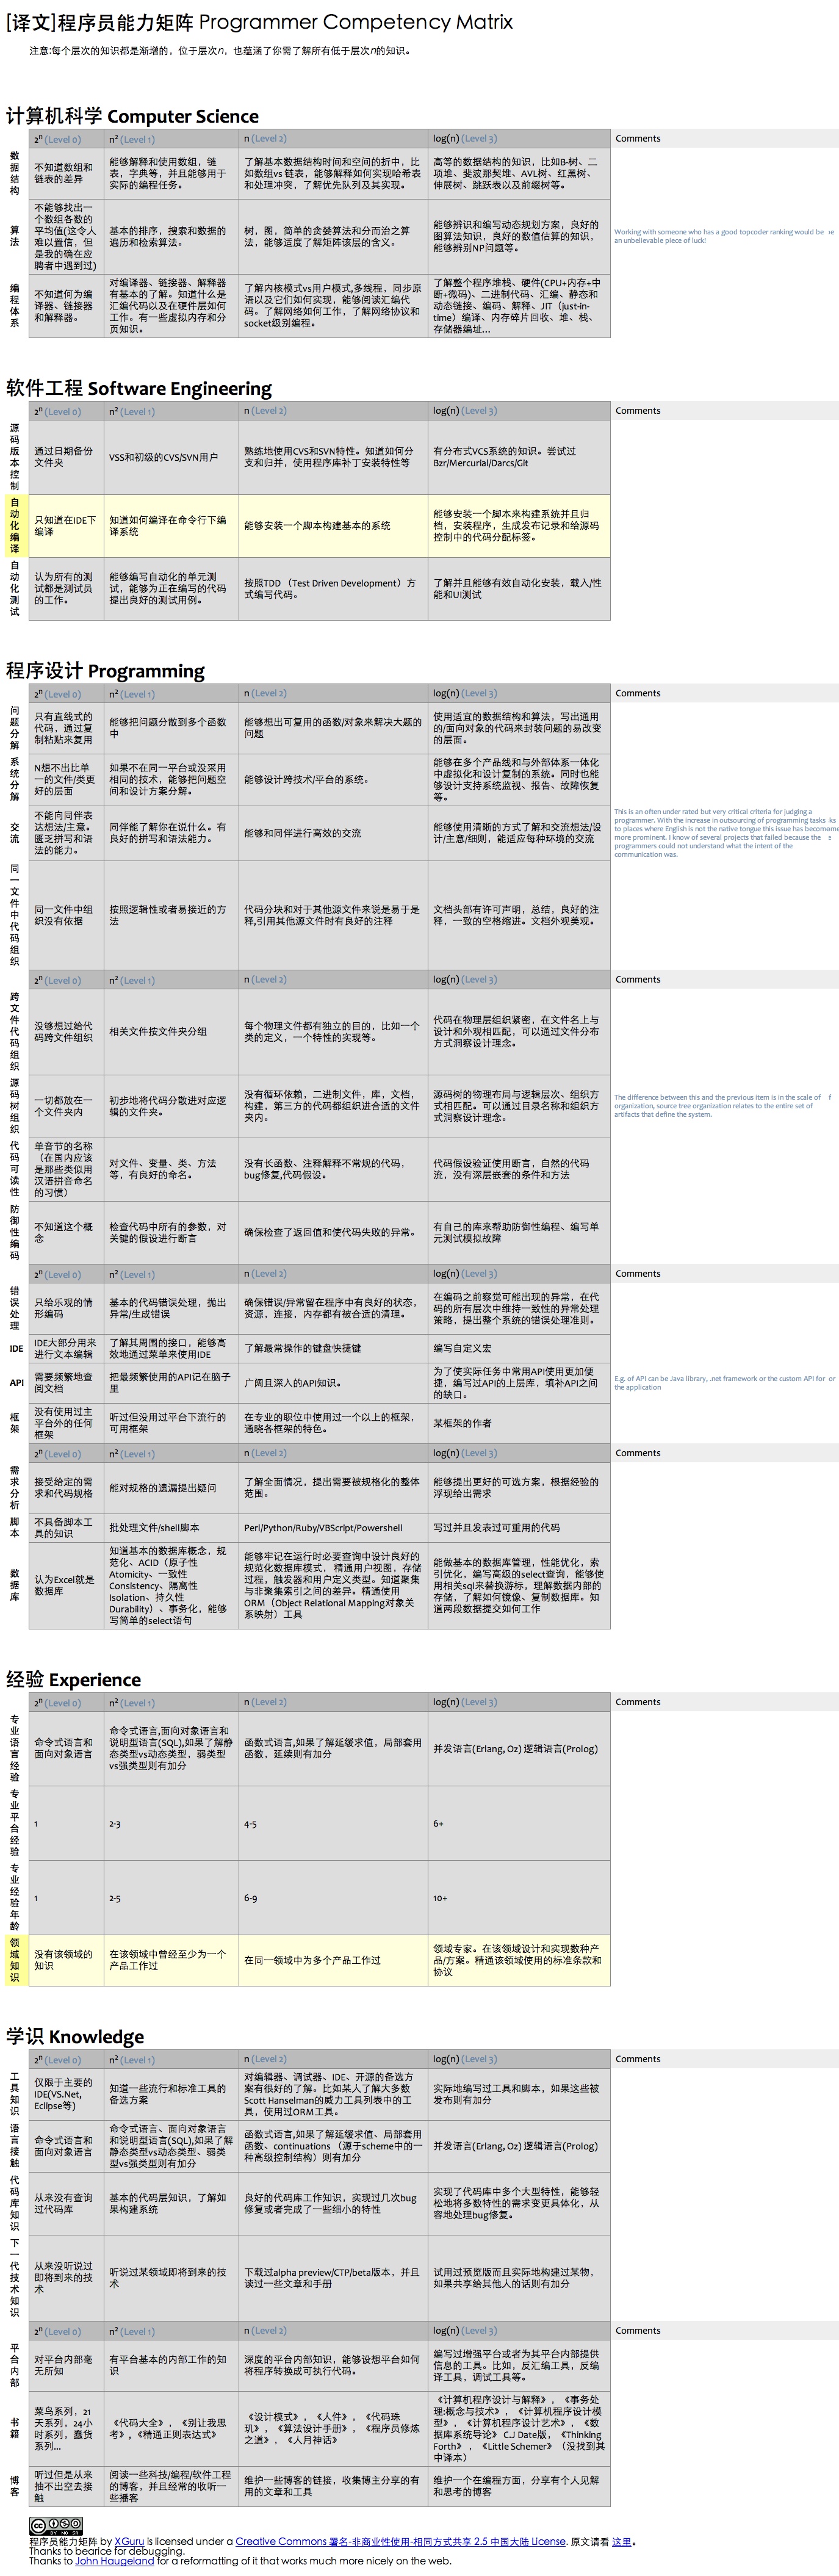 [译文]程序员能力矩阵 Programmer Competency Matrix
注意:每个层次的知识都是渐增的，位于层次n，也蕴涵了你需了解所有低于层次n的知识。
计算机科学 Computer Science
2n (Level 0) n2 (Level 1) n (Level 2) log(n) (Level 3) Comments
数据结构
不知道数组和
链表的差异
能够解释和使用数组，链
表，字典等，并且能够用于
实际的编程任务。
了解基本数据结构时间和空间的折中，比
如数组vs 链表，能够解释如何实现哈希表
和处理冲突，了解优先队列及其实现。
高等的数据结构的知识，比如B-树、二
项堆、斐波那契堆、AVL树、红黑树、
伸展树、跳跃表以及前缀树等。
算法
不能够找出一
个数组各数的
平均值(这令人
难以置信，但
是我的确在应
聘者中遇到过)
基本的排序，搜索和数据的
遍历和检索算法。
树，图，简单的贪婪算法和分而治之算
法，能够适度了解矩阵该层的含义。
能够辨识和编写动态规划方案，良好的
图算法知识，良好的数值估算的知识，
能够辨别NP问题等。
Working with someone who has a good topcoder ranking would be
an unbelievable piece of luck!
编程体系
不知道何为编
译器、链接器
和解释器。
对编译器、链接器、解释器
有基本的了解。知道什么是
汇编代码以及在硬件层如何
工作。有一些虚拟内存和分
页知识。
了解内核模式vs用户模式,多线程，同步原
语以及它们如何实现，能够阅读汇编代
码。了解网络如何工作，了解网络协议和
socket级别编程。
了解整个程序堆栈、硬件(CPU+内存+中
断+微码)、二进制代码、汇编、静态和
动态链接、编码、解释、JIT（just-in-
time）编译、内存碎片回收、堆、栈、
存储器编址...
软件工程 Software Engineering
2n (Level 0) n2 (Level 1) n (Level 2) log(n) (Level 3) Comments
源码版本控制
通过日期备份
文件夹
VSS和初级的CVS/SVN用户
熟练地使用CVS和SVN特性。知道如何分
支和归并，使用程序库补丁安装特性等
有分布式VCS系统的知识。尝试过
Bzr/Mercurial/Darcs/Git
自动化编译
只知道在IDE下
编译
知道如何编译在命令行下编
译系统
能够安装一个脚本构建基本的系统
能够安装一个脚本来构建系统并且归
档，安装程序，生成发布记录和给源码
控制中的代码分配标签。
自动化测试
认为所有的测
试都是测试员
的工作。
能够编写自动化的单元测
试，能够为正在编写的代码
提出良好的测试用例。
按照TDD （Test Driven Development）方
式编写代码。
了解并且能够有效自动化安装，载入/性
能和UI测试
程序设计 Programming
2n (Level 0) n2 (Level 1) n (Level 2) log(n) (Level 3) Comments
问题分解
只有直线式的
代码，通过复
制粘贴来复用
能够把问题分散到多个函数
中
能够想出可复用的函数/对象来解决大题的
问题
使用适宜的数据结构和算法，写出通用
的/面向对象的代码来封装问题的易改变
的层面。
系统分解
N想不出比单
一的文件/类更
好的层面
如果不在同一平台或没采用
相同的技术，能够把问题空
间和设计方案分解。
能够设计跨技术/平台的系统。
能够在多个产品线和与外部体系一体化
中虚拟化和设计复制的系统。同时也能
够设计支持系统监视、报告、故障恢复
等。
交流
不能向同伴表
达想法/主意。
匮乏拼写和语
法的能力。
同伴能了解你在说什么。有
良好的拼写和语法能力。
能够和同伴进行高效的交流
能够使用清晰的方式了解和交流想法/设
计/主意/细则，能适应每种环境的交流
This is an often under rated but very critical criteria for judging a
programmer. With the increase in outsourcing of programming tasks
to places where English is not the native tongue this issue has become
more prominent. I know of several projects that failed because the
programmers could not understand what the intent of the
communication was.
同一文件中代码组织
同一文件中组
织没有依据
按照逻辑性或者易接近的方
法
代码分块和对于其他源文件来说是易于是
释,引用其他源文件时有良好的注释
文档头部有许可声明，总结，良好的注
释，一致的空格缩进。文档外观美观。
2n (Level 0) n2 (Level 1) n (Level 2) log(n) (Level 3) Comments
跨文件代码组织
没够想过给代
码跨文件组织
相关文件按文件夹分组
每个物理文件都有独立的目的，比如一个
类的定义，一个特性的实现等。
代码在物理层组织紧密，在文件名上与
设计和外观相匹配，可以通过文件分布
方式洞察设计理念。
源码树组织
一切都放在一
个文件夹内
初步地将代码分散进对应逻
辑的文件夹。
没有循环依赖，二进制文件，库，文档，
构建，第三方的代码都组织进合适的文件
夹内。
源码树的物理布局与逻辑层次、组织方
式相匹配。可以通过目录名称和组织方
式洞察设计理念。
The difference between this and the previous item is in the scale of
organization, source tree organization relates to the entire set of
artifacts that define the system.
代码可读性
单音节的名称
（在国内应该
是那些类似用
汉语拼音命名
的习惯）
对文件、变量、类、方法
等，有良好的命名。
没有长函数、注释解释不常规的代码，
bug修复,代码假设。
代码假设验证使用断言，自然的代码
流，没有深层嵌套的条件和方法
防御性编码
不知道这个概
念
检查代码中所有的参数，对
关键的假设进行断言
确保检查了返回值和使代码失败的异常。
有自己的库来帮助防御性编程、编写单
元测试模拟故障
2n (Level 0) n2 (Level 1) n (Level 2) log(n) (Level 3) Comments
错误处理
只给乐观的情
形编码
基本的代码错误处理，抛出
异常/生成错误
确保错误/异常留在程序中有良好的状态，
资源，连接，内存都有被合适的清理。
在编码之前察觉可能出现的异常，在代
码的所有层次中维持一致性的异常处理
策略，提出整个系统的错误处理准则。
IDE
IDE大部分用来
进行文本编辑
了解其周围的接口，能够高
效地通过菜单来使用IDE
了解最常操作的键盘快捷键
编写自定义宏
API
需要频繁地查
阅文档
把最频繁使用的API记在脑子
里
广阔且深入的API知识。
为了使实际任务中常用API使用更加便
捷，编写过API的上层库，填补API之间
的缺口。
E.g. of API can be Java library, .net framework or the custom API for
the application
框架
没有使用过主
平台外的任何
框架
听过但没用过平台下流行的
可用框架
在专业的职位中使用过一个以上的框架，
通晓各框架的特色。
某框架的作者
2n (Level 0) n2 (Level 1) n (Level 2) log(n) (Level 3) Comments
需求分析
接受给定的需
求和代码规格
能对规格的遗漏提出疑问
了解全面情况，提出需要被规格化的整体
范围。
能够提出更好的可选方案，根据经验的
浮现给出需求
脚本
不具备脚本工
具的知识
批处理文件/shell脚本
Perl/Python/Ruby/VBScript/Powershell
写过并且发表过可重用的代码
数据库
认为Excel就是
数据库
知道基本的数据库概念，规
范化、ACID（原子性
Atomicity、一致性
Consistency、隔离性
Isolation、持久性
Durability）、事务化，能够
写简单的select语句
能够牢记在运行时必要查询中设计良好的
规范化数据库模式， 精通用户视图，存储
过程，触发器和用户定义类型。知道聚集
与非聚集索引之间的差异。精通使用
ORM（Object Relational Mapping对象关
系映射）工具
能做基本的数据库管理，性能优化，索
引优化，编写高级的select查询，能够使
用相关sql来替换游标，理解数据内部的
存储，了解如何镜像、复制数据库。知
道两段数据提交如何工作
经验 Experience
2n (Level 0) n2 (Level 1) n (Level 2) log(n) (Level 3) Comments
专业语言经验
命令式语言和
面向对象语言
命令式语言,面向对象语言和
说明型语言(SQL),如果了解静
态类型vs动态类型，弱类型
vs强类型则有加分
函数式语言,如果了解延缓求值，局部套用
函数，延续则有加分
并发语言(Erlang, Oz) 逻辑语言(Prolog)
专业平台经验
1 2-3 4-5 6+
专业经验年龄
1 2-5 6-9 10+
领域知识
没有该领域的
知识
在该领域中曾经至少为一个
产品工作过
在同一领域中为多个产品工作过
领域专家。在该领域设计和实现数种产
品/方案。精通该领域使用的标准条款和
协议
学识 Knowledge
2n (Level 0) n2 (Level 1) n (Level 2) log(n) (Level 3) Comments
工具知识
仅限于主要的
IDE(VS.Net,
Eclipse等)
知道一些流行和标准工具的
备选方案
对编辑器、调试器、IDE、开源的备选方
案有很好的了解。比如某人了解大多数
Scott Hanselman的威力工具列表中的工
具，使用过ORM工具。
实际地编写过工具和脚本，如果这些被
发布则有加分
语言接触
命令式语言和
面向对象语言
命令式语言、面向对象语言
和说明型语言(SQL),如果了解
静态类型vs动态类型、弱类
型vs强类型则有加分
函数式语言,如果了解延缓求值、局部套用
函数、continuations （源于scheme中的一
种高级控制结构）则有加分
并发语言(Erlang, Oz) 逻辑语言(Prolog)
代码库知识
从来没有查询
过代码库
基本的代码层知识，了解如
果构建系统
良好的代码库工作知识，实现过几次bug
修复或者完成了一些细小的特性
实现了代码库中多个大型特性，能够轻
松地将多数特性的需求变更具体化，从
容地处理bug修复。
下一代技术知识
从来没听说过
即将到来的技
术
听说过某领域即将到来的技
术
下载过alpha preview/CTP/beta版本，并且
读过一些文章和手册
试用过预览版而且实际地构建过某物，
如果共享给其他人的话则有加分
2n (Level 0) n2 (Level 1) n (Level 2) log(n) (Level 3) Comments
平台内部
对平台内部毫
无所知
有平台基本的内部工作的知
识
深度的平台内部知识，能够设想平台如何
将程序转换成可执行代码。
编写过增强平台或者为其平台内部提供
信息的工具。比如，反汇编工具，反编
译工具，调试工具等。
书籍
菜鸟系列，21
天系列，24小
时系列，蠢货
系列...
《代码大全》，《别让我思
考》,《精通正则表达式》
《设计模式》，《人件》，《代码珠
玑》，《算法设计手册》，《程序员修炼
之道》，《人月神话》
《计算机程序设计与解释》，《事务处
理:概念与技术》，《计算机程序设计模
型》，《计算机程序设计艺术》，《数
据库系统导论》 C.J Date版，《Thinking
Forth》，《Little Schemer》（没找到其
中译本）
博客
听过但是从来
抽不出空去接
触
阅读一些科技/编程/软件工程
的博客，并且经常的收听一
些播客
维护一些博客的链接，收集博主分享的有
用的文章和工具
维护一个在编程方面，分享有个人见解
和思考的博客
程序员能力矩阵 by XGuru is licensed under a Creative Commons 署名-非商业性使用-相同方式共享 2.5 中国大陆 License. 原文请看 这里。
Thanks to bearice for debugging.
Thanks to John Haugeland for a reformatting of it that works much more nicely on the web.